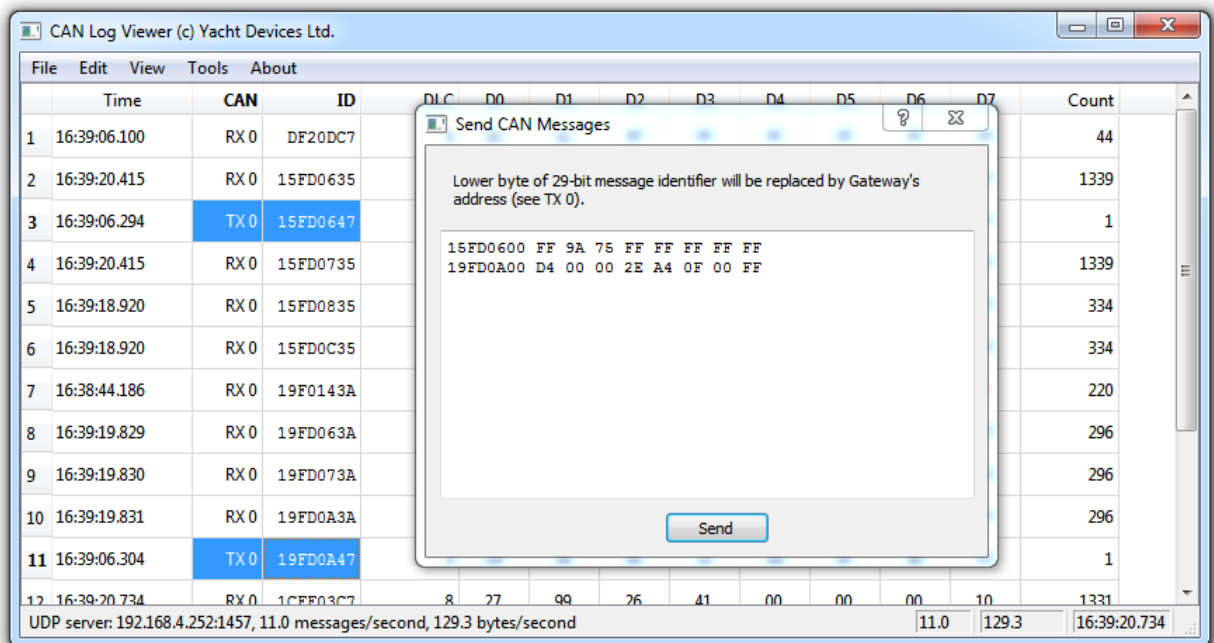 CAN Log Viewer (c) Yacht Devices Ltd.
File Edit View Tools About
Time CAN ID DLC D0 D1 D2 D3 D4 D5 D6 D7 Count
1 16:39:06.100 RX 0 DF20DC7 44
2 16:39:20.415 RX 0 15FD0635 1339
3 16:39:06.294 TX 0 15FD0647 1
4 16:39:20.415 RX 0 15FD0735 1339
5 16:39:18.920 RX 0 15FD0835 334
6 16:39:18.920 RX 0 15FD0C35 334
7 16:38:44.186 RX 0 19F0143A 220
8 16:39:19.829 RX 0 19FD063A 296
9 16:39:19.830 RX 0 19FD073A 296
10 16:39:19.831 RX 0 19FD0A3A 296
11 16:39:06.304 TX 0 19FD0A47 1
12 16:39:20.734 RX 0 1CFF03C7 8 27 99 26 41 00 00 00 10 1331
Send CAN Messages
Lower byte of 29-bit message identifier will be replaced by Gateway's
address (see TX 0).
15FD0600 FF 9A 75 FF FF FF FF FF
19FD0A00 D4 00 00 2E A4 0F 00 FF
Send
UDP server: 192.168.4.252:1457, 11.0 messages/second, 129.3 bytes/second 11.0 129.3 16:39:20.734